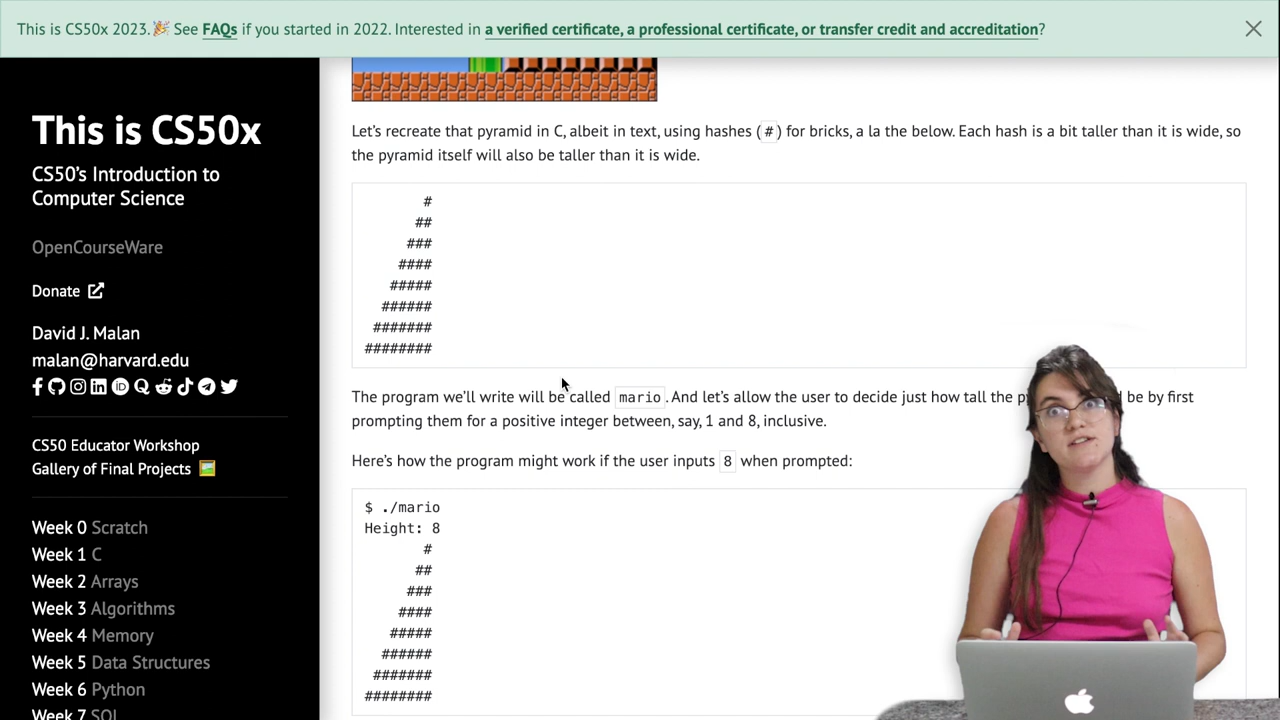 This is CS50x 2023.🎉 See FAQs if you started in 2022. Interested in a verified certificate, a professional certificate, or transfer credit and accreditation?
This is CS50x
CS50's Introduction to
Computer Science
OpenCourseWare
Donate
David J. Malan
malan@harvard.edu
CS50 Educator Workshop
Gallery of Final Projects
Week 0 Scratch
Week 1 C
Week 2 Arrays
Week 3 Algorithms
Week 4 Memory
Week 5 Data Structures
Week 6 Python
Week 7 SQL
Let's recreate that pyramid in C, albeit in text, using hashes (#) for bricks, a la the below. Each hash is a bit taller than it is wide, so
the pyramid itself will also be taller than it is wide.
       #
      ##
     ###
    ####
   #####
  ######
 #######
########
The program we'll write will be called mario. And let's allow the user to decide just how tall the be by first
prompting them for a positive integer between, say, 1 and 8, inclusive.
Here's how the program might work if the user inputs 8 when prompted:
$ ./mario
Height: 8
       #
      ##
     ###
    ####
   #####
  ######
 #######
########